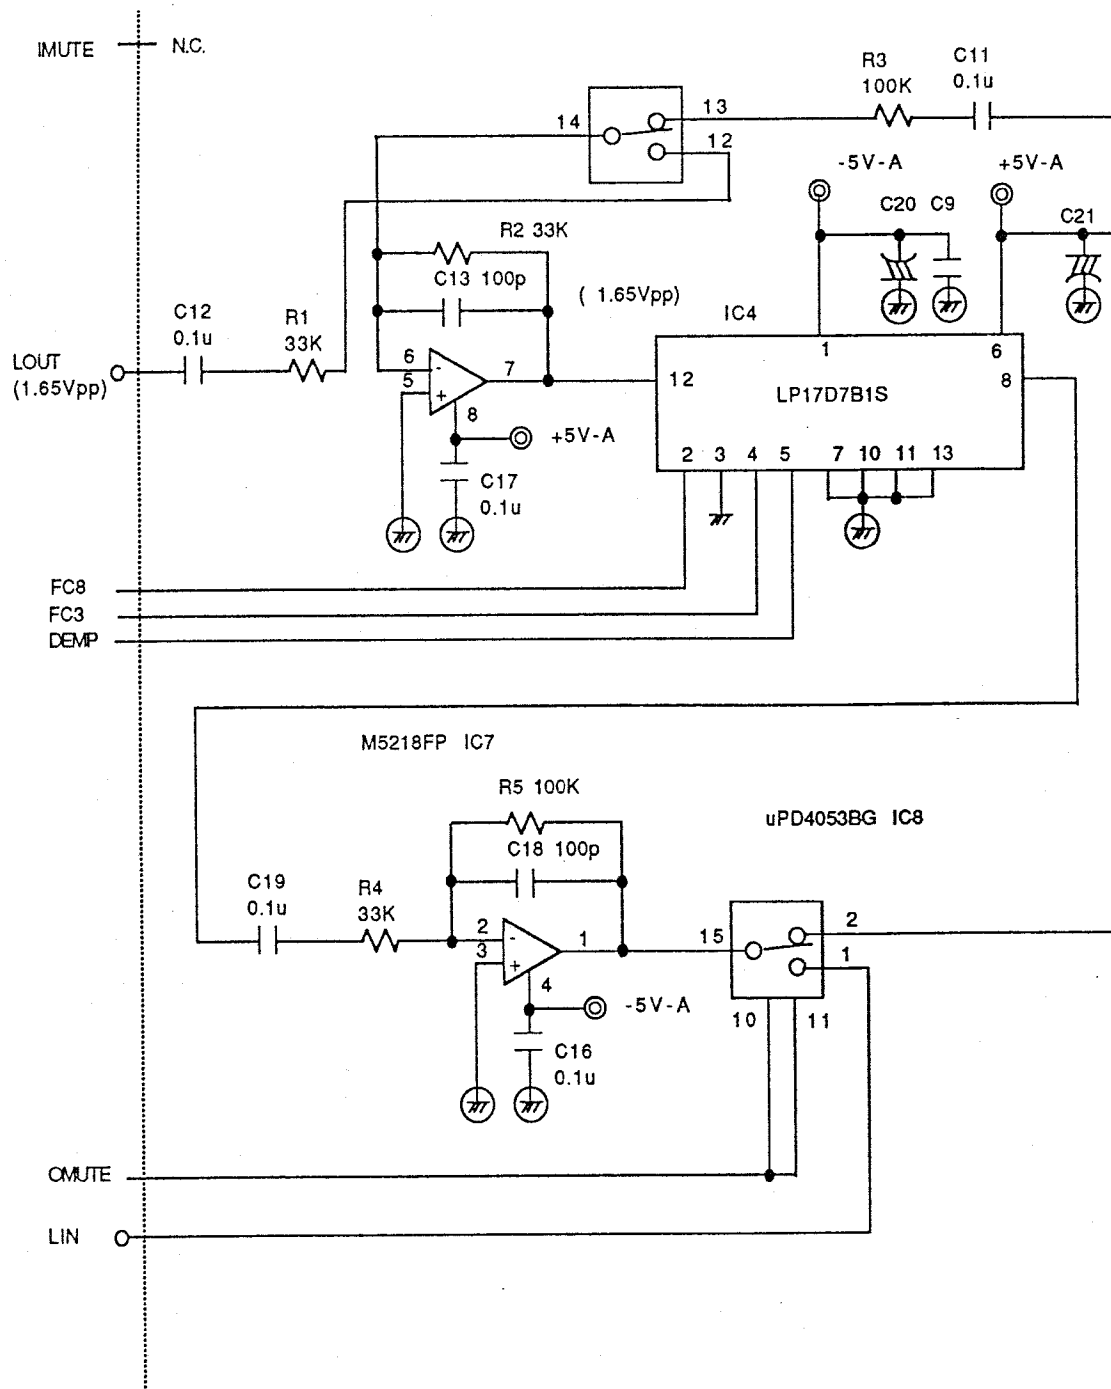 IMUTE
N.C.
R3
100K
C11
0.1u
14
13
12
-5V-A
+5V-A
C20 C9
C21
R2 33K
C13 100p
( 1.65Vpp)
IC4
C12
0.1u
R1
33K
LOUT
(1.65Vpp)
6
5
-
+
7
8
+5V-A
C17
0.1u
1
6
12
8
LP17D7B1S
2 3 4 5 7 10 11 13
FC8
FC3
DEMP
M5218FP IC7
R5 100K
C18 100p
uPD4053BG IC8
C19
0.1u
R4
33K
2
3
-
+
1
4
-5V-A
C16
0.1u
15
2
1
10
11
OMUTE
LIN